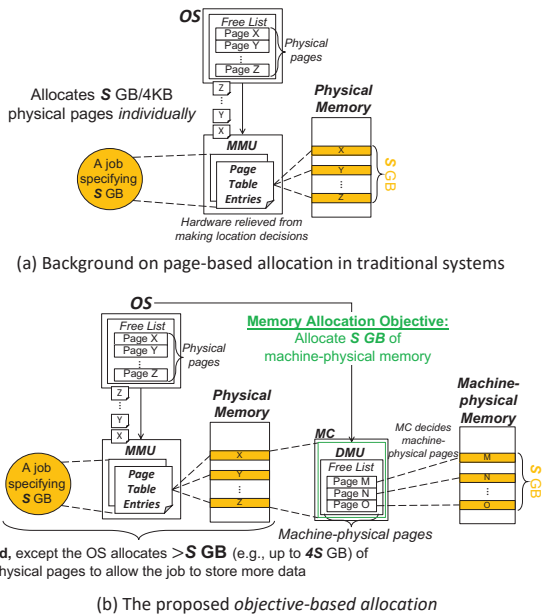 OS
Free List
Page X
Page Y
⋮
Page Z
Physical
pages
Allocates S GB/4KB
physical pages individually
Z
⋮
Y
X
MMU
Page
Table
Entries
A job
specifying
S GB
Physical
Memory
X
Y
⋮
Z
S GB
Hardware relieved from
making location decisions
(a) Background on page-based allocation in traditional systems
OS
Free List
Page X
Page Y
⋮
Page Z
Physical
pages
Memory Allocation Objective:
Allocate S GB of
machine-physical memory
Z
⋮
Y
X
MMU
Page
Table
Entries
A job
specifying
S GB
Physical
Memory
X
Y
⋮
Z
MC
DMU
Free List
Page M
Page N
Page O
MC decides
machine-
physical pages
Machine-
physical
Memory
M
N
⋮
O
S GB
Machine-physical pages
d, except the OS allocates >S GB (e.g., up to 4S GB) of
hysical pages to allow the job to store more data
(b) The proposed objective-based allocation